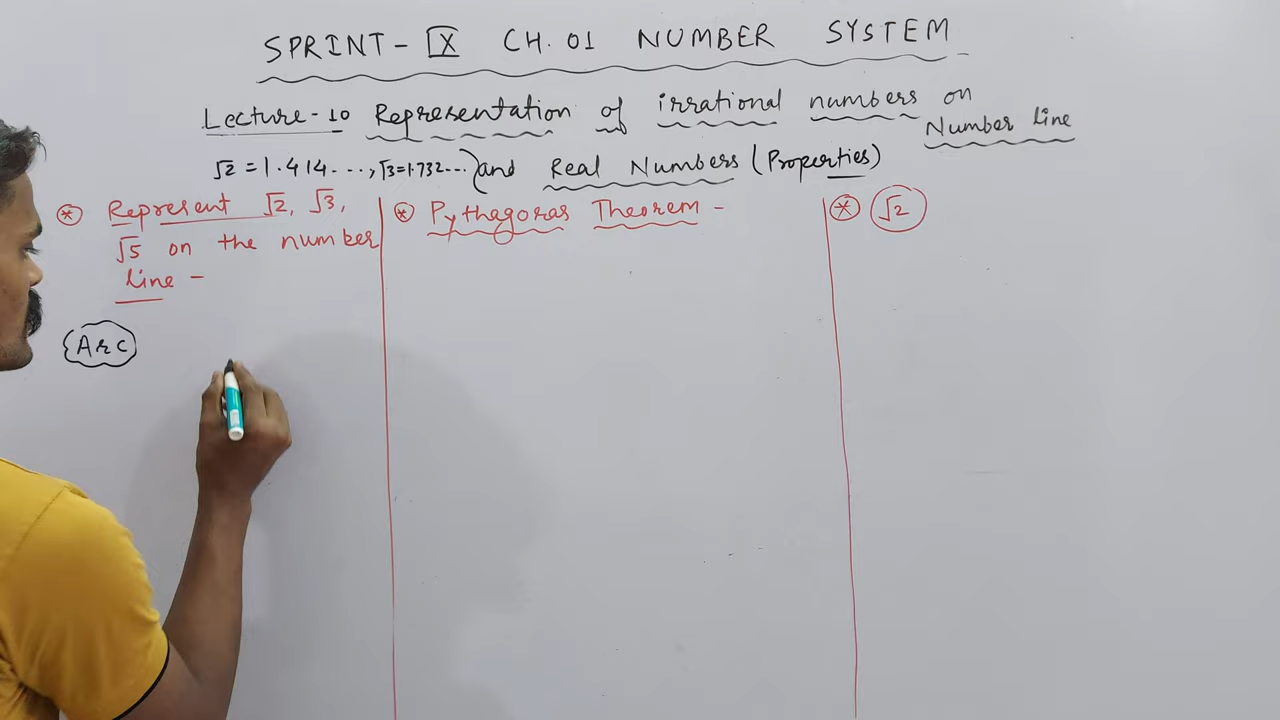 SPRINT- IX CH. 01 NUMBER SYSTEM
Lecture-10 Representation of irrational numbers on
Number line
√2 = 1.414..., √3=1.732...) and Real Numbers (Properties)
* Represent √2, √3,
√5 on the number
line -
Arc
* Pythagoras Theorem -
* √2